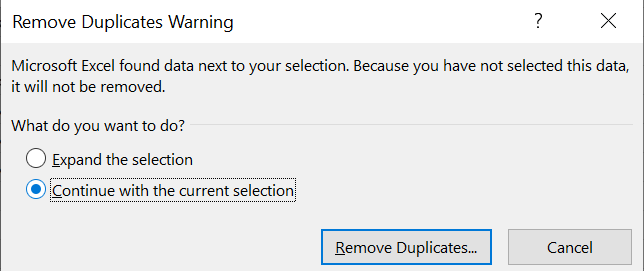 Remove Duplicates Warning
?
Microsoft Excel found data next to your selection. Because you have not selected this data,
it will not be removed.
What do you want to do?
Expand the selection
Continue with the current selection
Remove Duplicates... Cancel